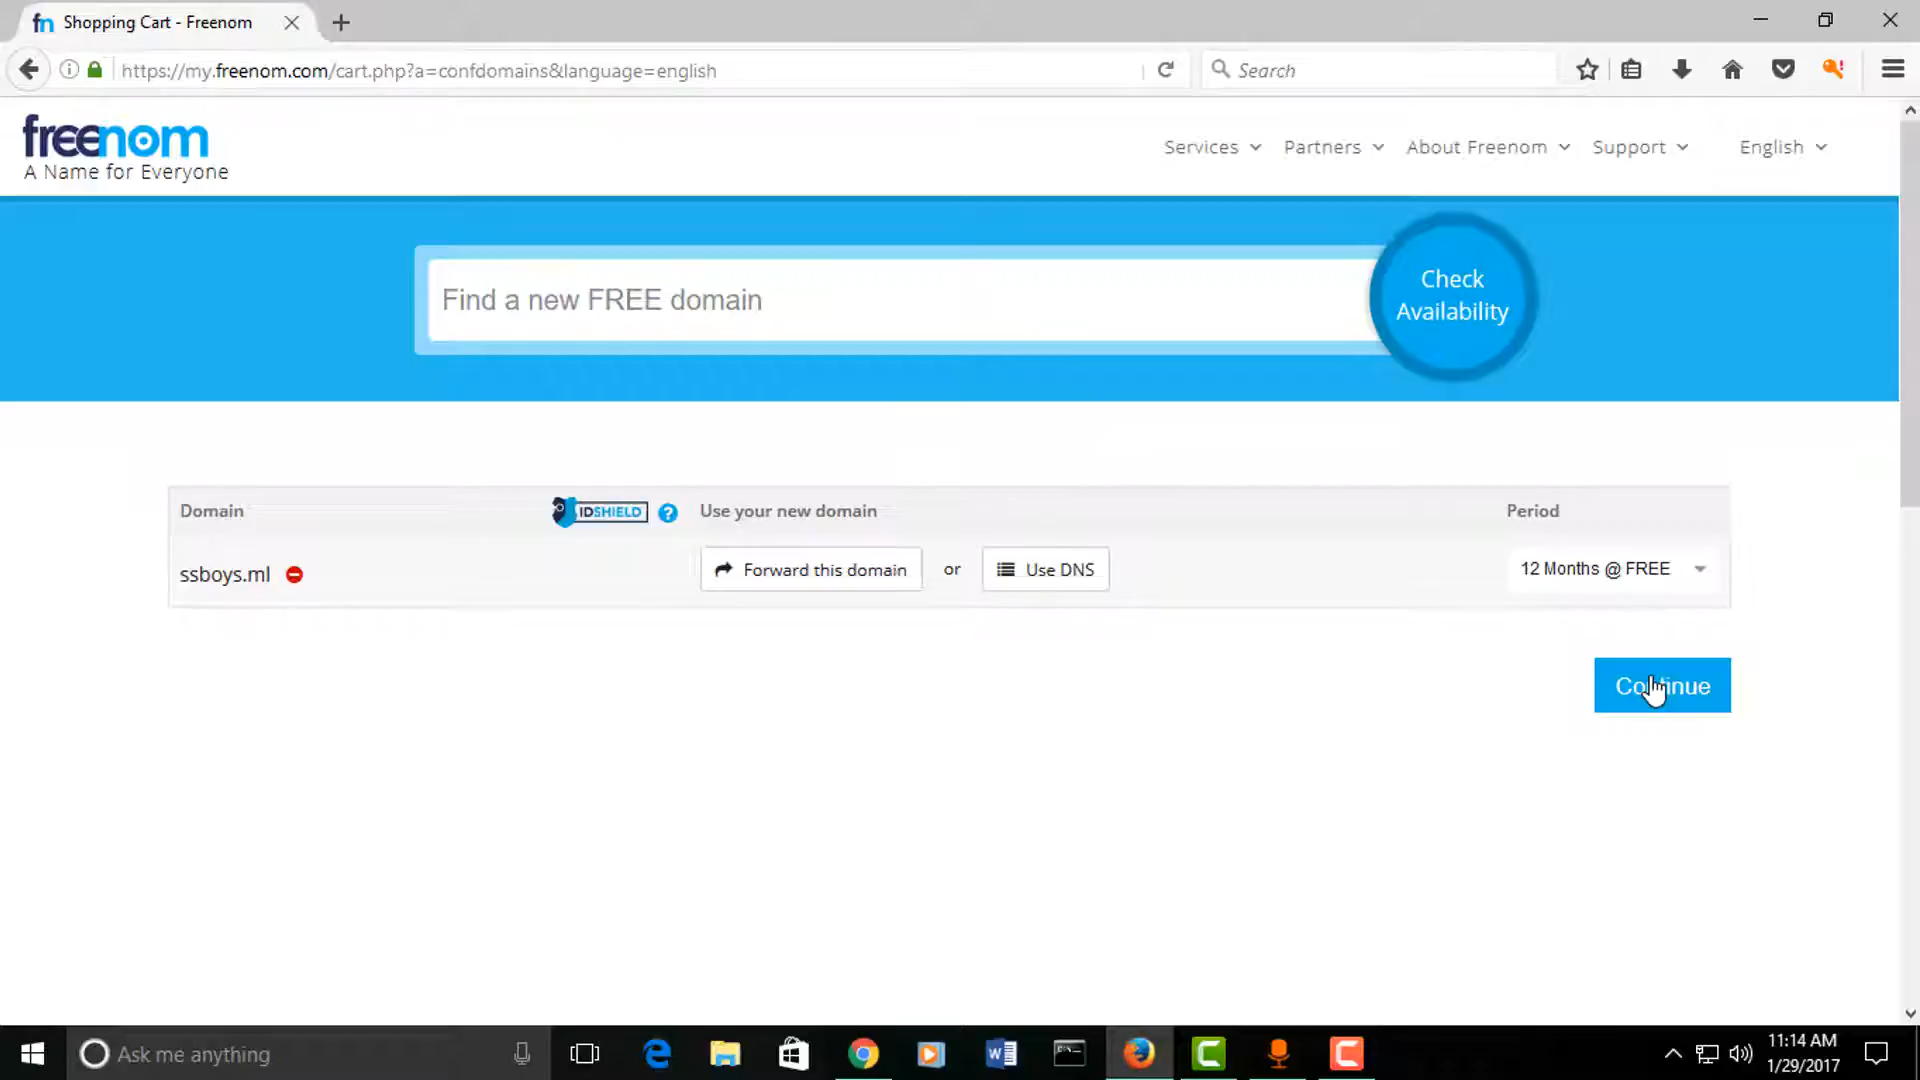 Shopping Cart - Freenom
https://my.freenom.com/cart.php?a=confdomains&language=english
Search
freenom
A Name for Everyone
Services
Partners
About Freenom
Support
English
Find a new FREE domain
Check
Availability
Domain
IDSHIELD
?
Use your new domain
Period
ssboys.ml
Forward this domain
or
Use DNS
12 Months @ FREE
Continue
Ask me anything
11:14 AM
1/29/2017